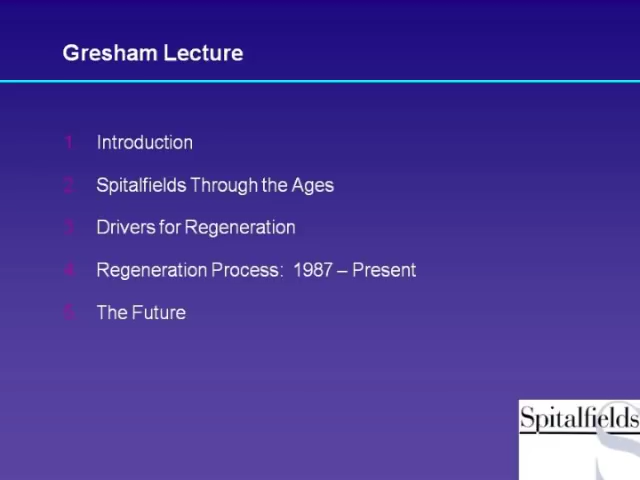 Gresham Lecture
1. Introduction
2. Spitalfields Through the Ages
3. Drivers for Regeneration
4. Regeneration Process:  1987 – Present
5. The Future
Spitalfields